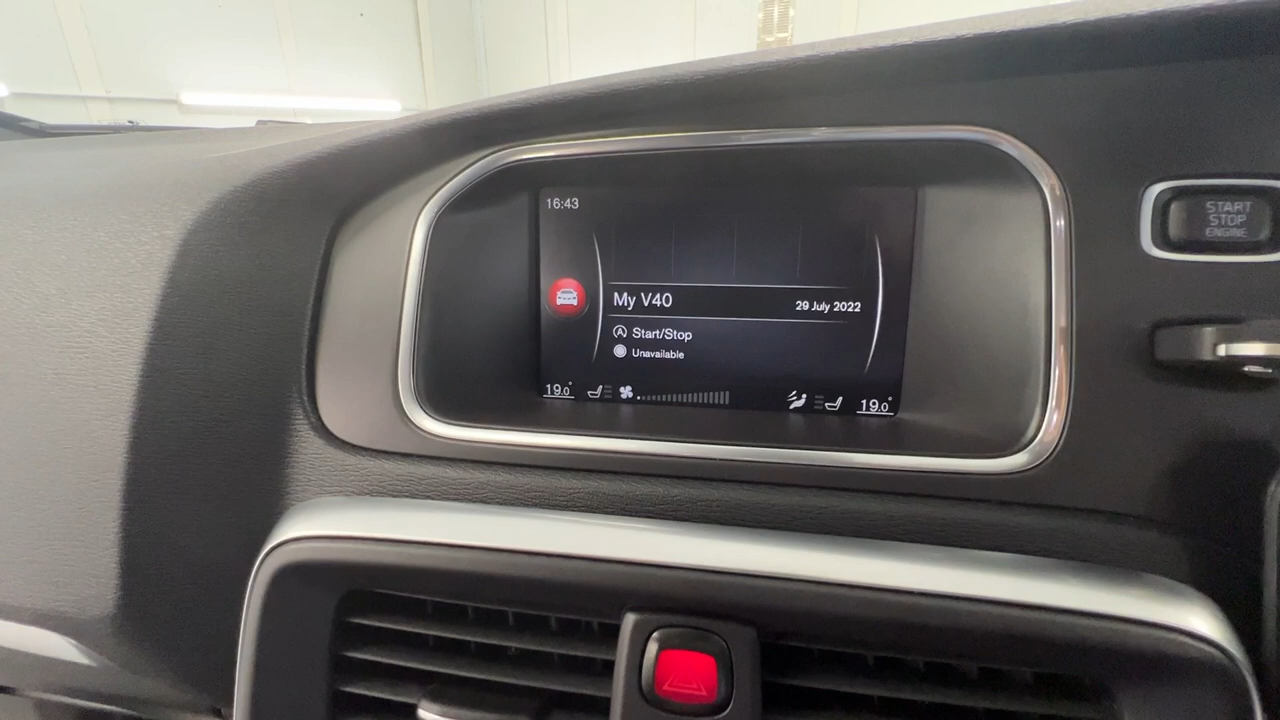 16:43
My V40
29 July 2022
Start/Stop
Unavailable
19.0°
19.0°
START
STOP
ENGINE